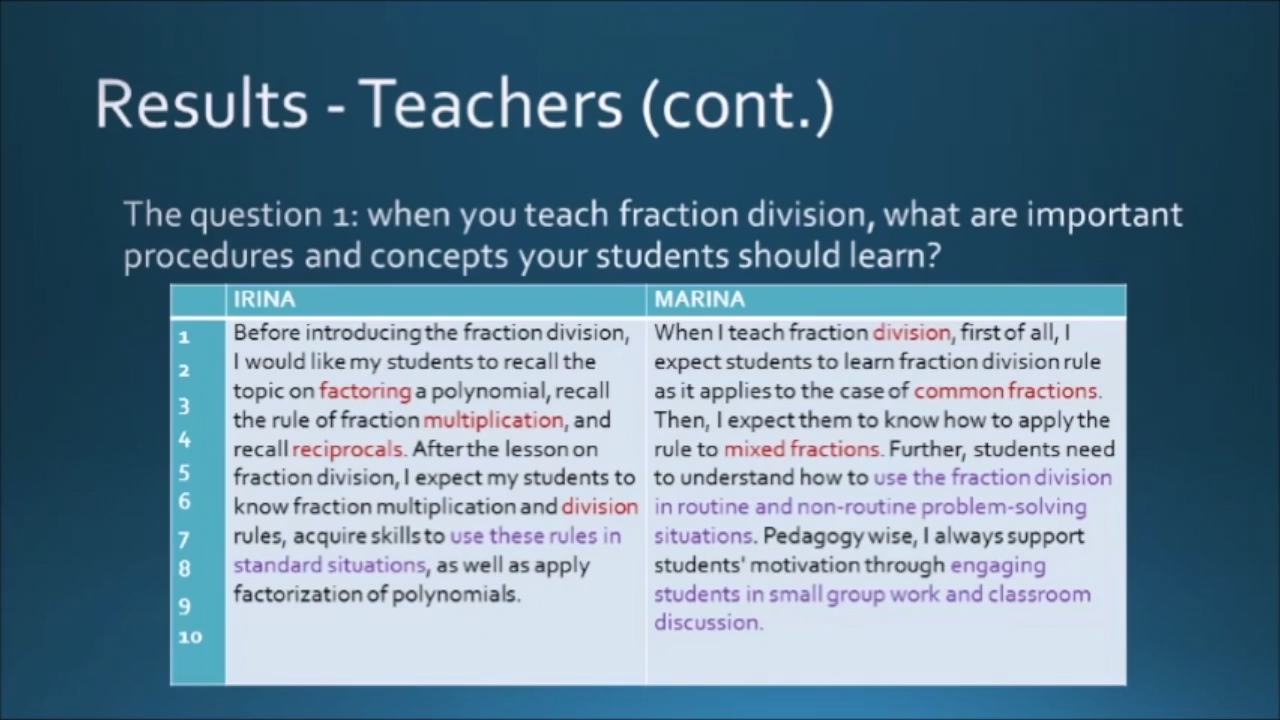 Results - Teachers (cont.)
The question 1: when you teach fraction division, what are important
procedures and concepts your students should learn?
IRINA
MARINA
1
2
3
4
5
6
7
8
9
10
Before introducing the fraction division,
I would like my students to recall the
topic on factoring a polynomial, recall
the rule of fraction multiplication, and
recall reciprocals. After the lesson on
fraction division, I expect my students to
know fraction multiplication and division
rules, acquire skills to use these rules in
standard situations, as well as apply
factorization of polynomials.
When I teach fraction division, first of all, I
expect students to learn fraction division rule
as it applies to the case of common fractions.
Then, I expect them to know how to apply the
rule to mixed fractions. Further, students need
to understand how to use the fraction division
in routine and non-routine problem-solving
situations. Pedagogy wise, I always support
students' motivation through engaging
students in small group work and classroom
discussion.